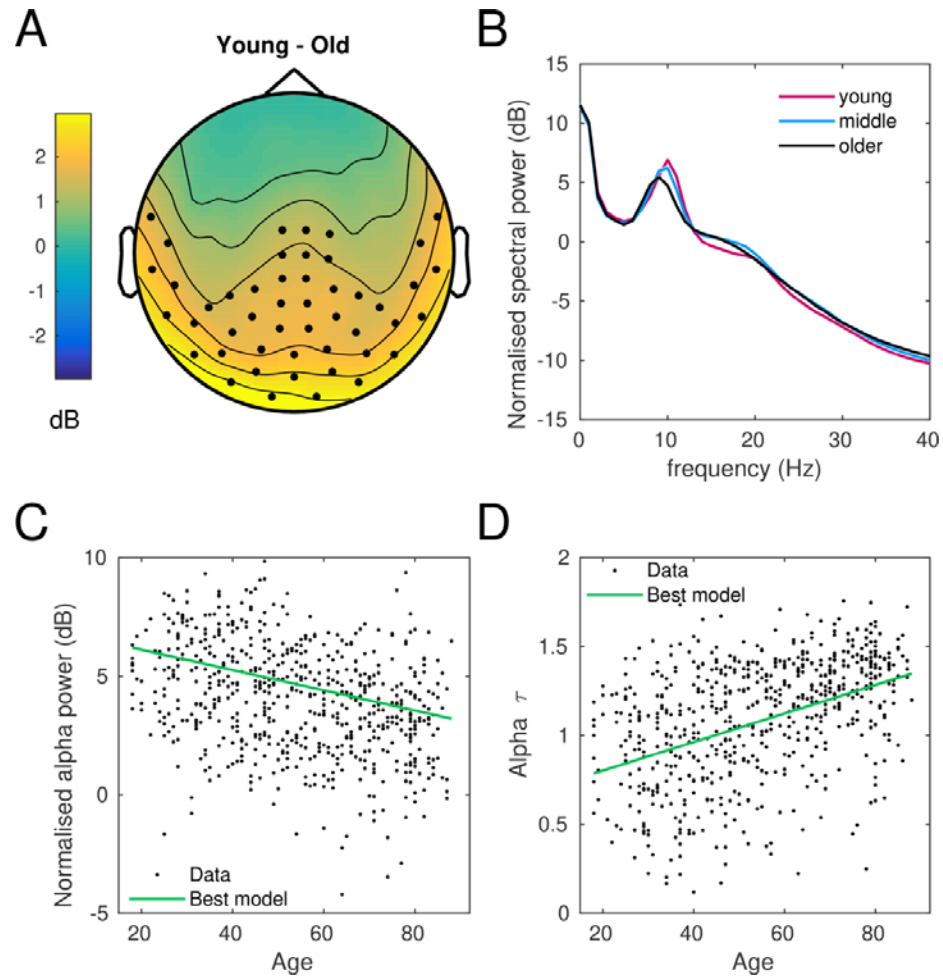 A
Young - Old
2
1
0
-1
-2
dB
B
Normalised spectral power (dB)
15
10
5
0
-5
-10
-15
0
10
20
30
40
frequency (Hz)
young
middle
older
C
Normalised alpha power (dB)
10
5
0
-5
20
40
60
80
Age
Data
Best model
D
Alpha τ
2
1.5
1
0.5
0
20
40
60
80
Age
Data
Best model